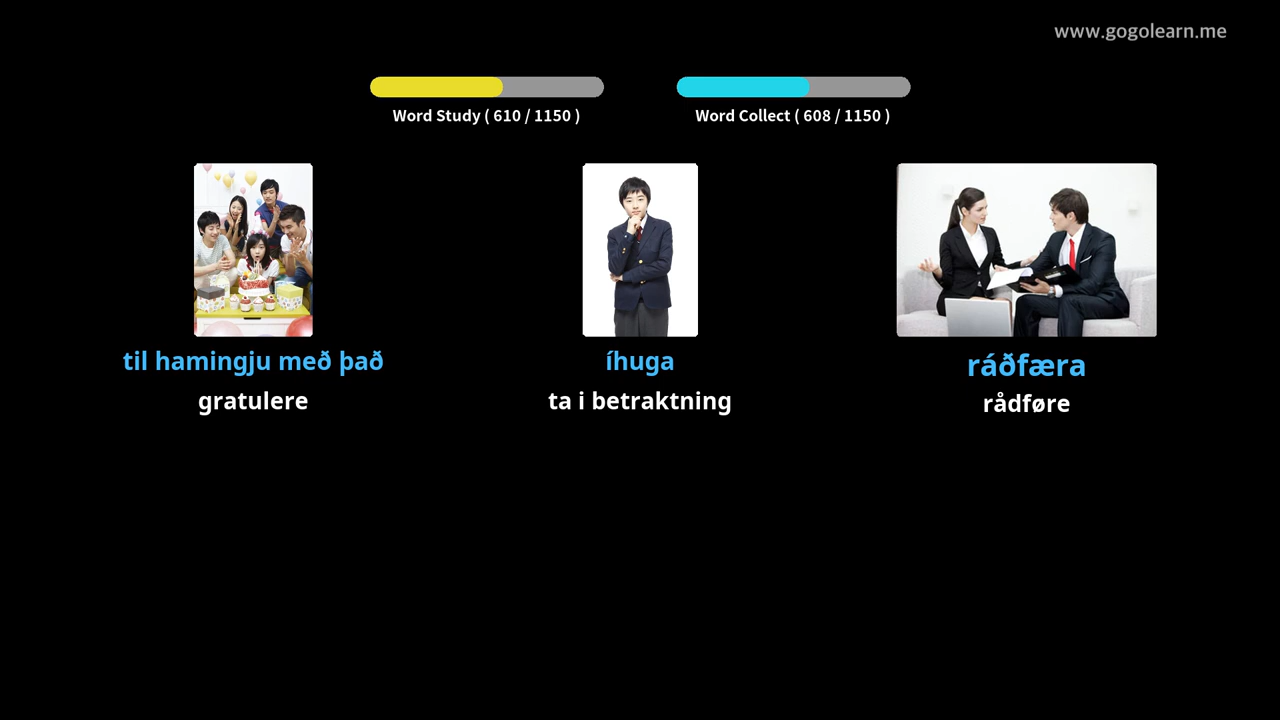 www.gogolearn.me
Word Study ( 610 / 1150 )
Word Collect ( 608 / 1150 )
til hamingju með það
gratulere
íhuga
ta i betraktning
ráðfæra
rådføre